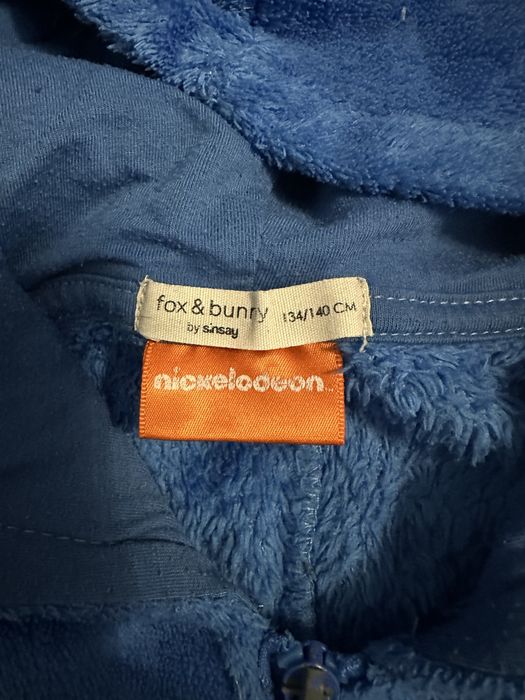 fox & bunny
by sinsay
134/140 CM
nickelodeon